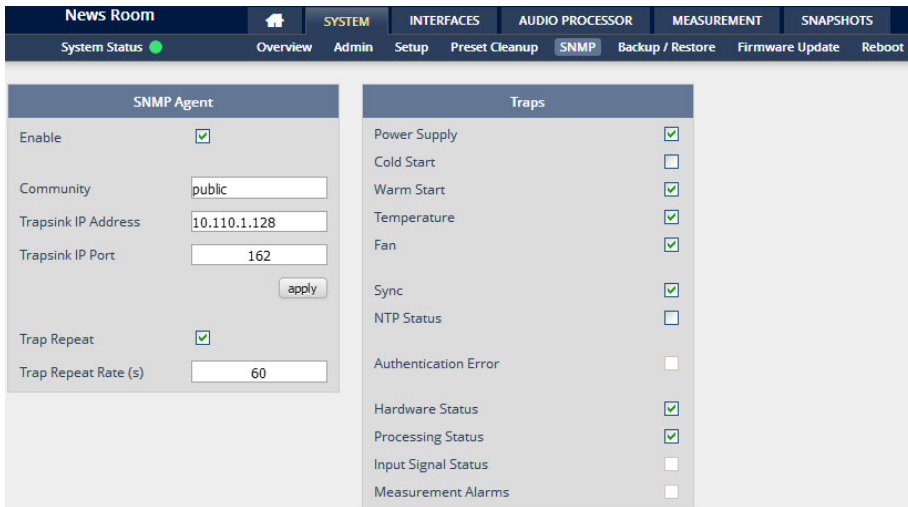 News Room
SYSTEM INTERFACES AUDIO PROCESSOR MEASUREMENT SNAPSHOTS
System Status Overview Admin Setup Preset Cleanup SNMP Backup / Restore Firmware Update Reboot
SNMP Agent
Enable
Community public
Trapsink IP Address 10.110.1.128
Trapsink IP Port 162
apply
Trap Repeat
Trap Repeat Rate (s) 60
Traps
Power Supply
Cold Start
Warm Start
Temperature
Fan
Sync
NTP Status
Authentication Error
Hardware Status
Processing Status
Input Signal Status
Measurement Alarms